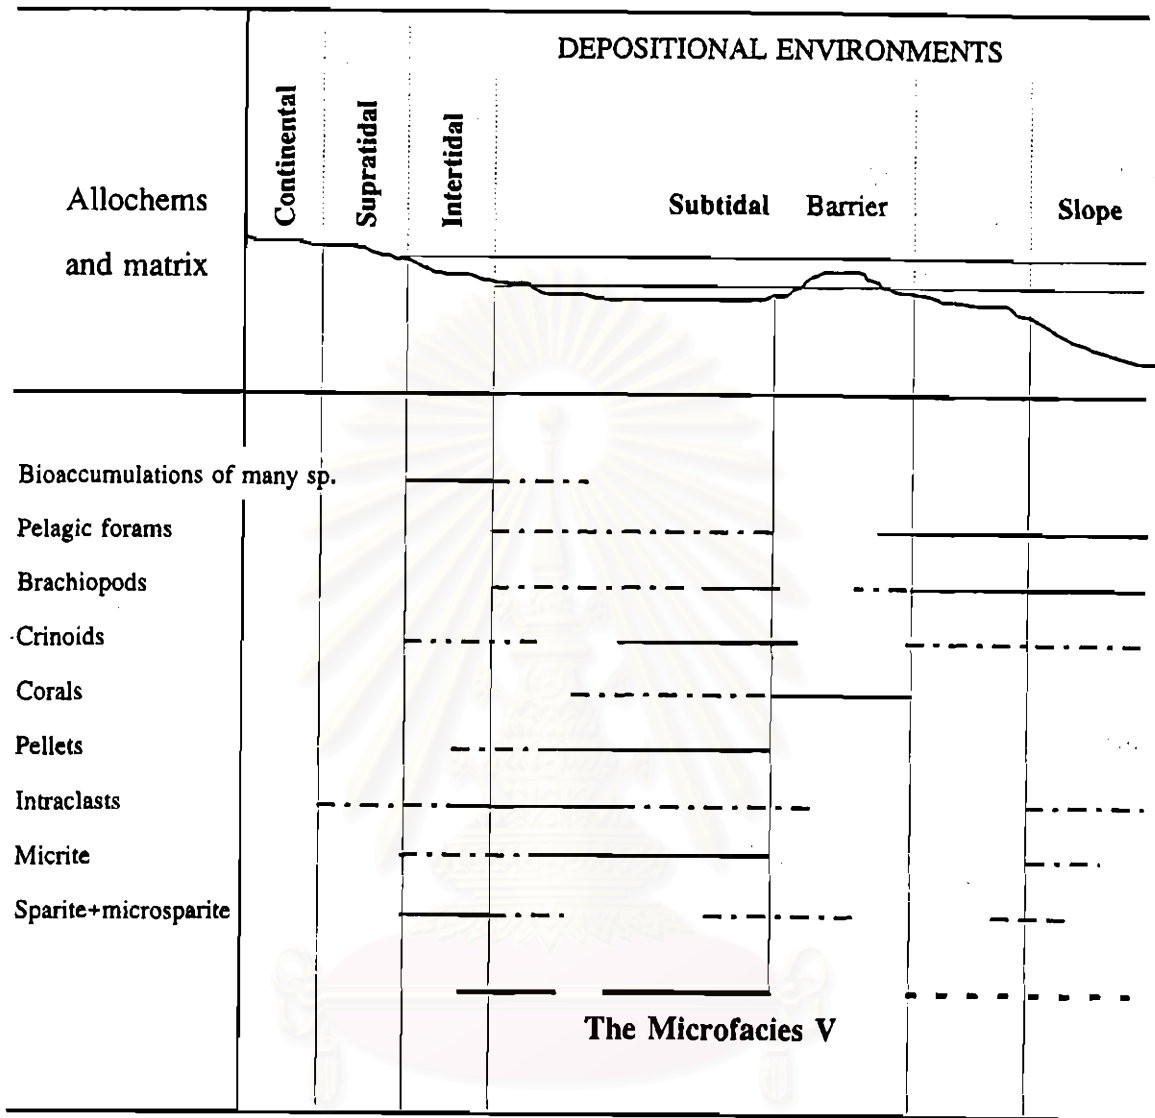 DEPOSITIONAL ENVIRONMENTS
Continental
Supratidal
Intertidal
Allochems
and matrix
Subtidal
Barrier
Slope
Bioaccumulations of many sp.
Pelagic forams
Brachiopods
Crinoids
Corals
Pellets
Intraclasts
Micrite
Sparite+microsparite
The Microfacies V